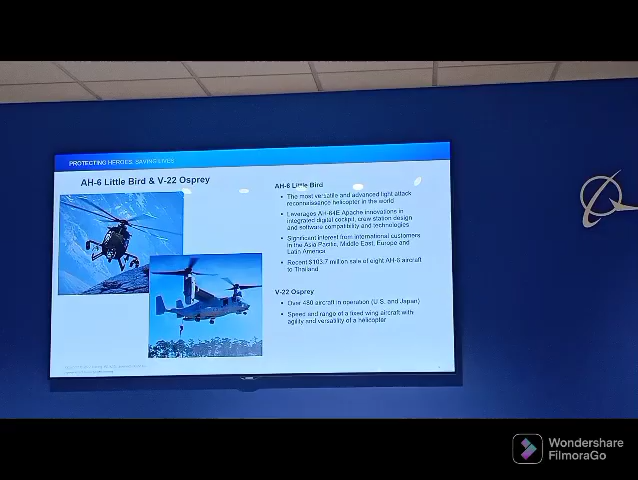 PROTECTING HEROES. SAVING LIVES
AH-6 Little Bird & V-22 Osprey
AH-6 Little Bird
• The most versatile and advanced light attack
reconnaissance helicopter in the world
• Leverages AH-64E Apache innovations in
integrated digital cockpit, crew station design
and software compatibility and technologies
• Significant interest from international customers
in the Asia Pacific, Middle East, Europe and
Latin America
• Recent $103.7 million sale of eight AH-6 aircraft
to Thailand
V-22 Osprey
• Over 480 aircraft in operation (U.S. and Japan)
• Speed and range of a fixed wing aircraft with
agility and versatility of a helicopter
Wondershare
FilmoraGo